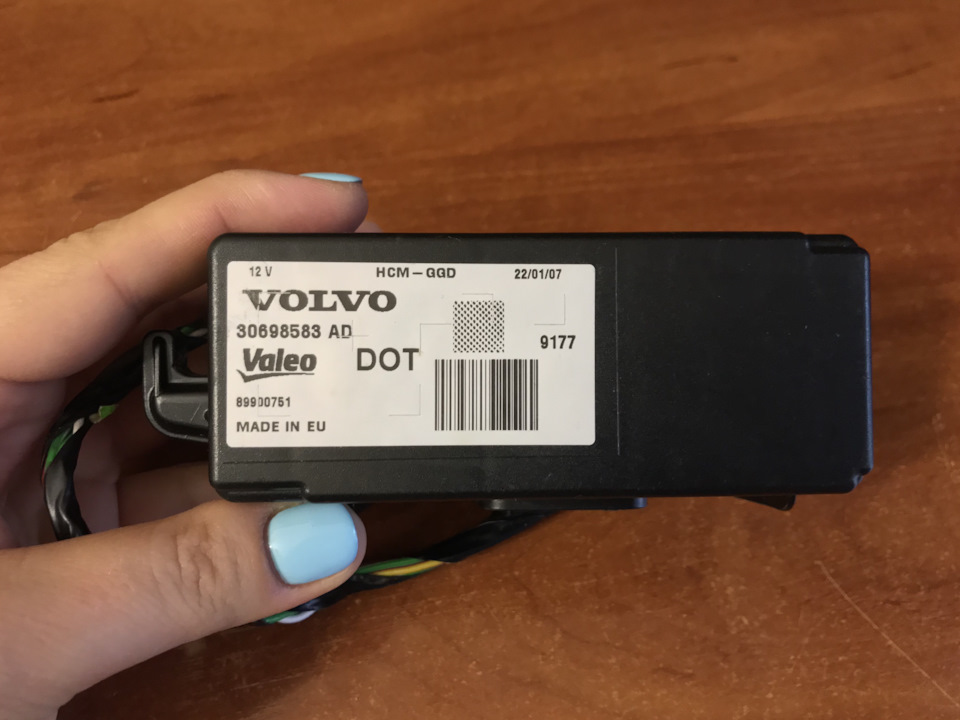 12 V HCM-GGD 22/01/07
VOLVO
30698583 AD
9177
Valeo DOT
89900751
MADE IN EU